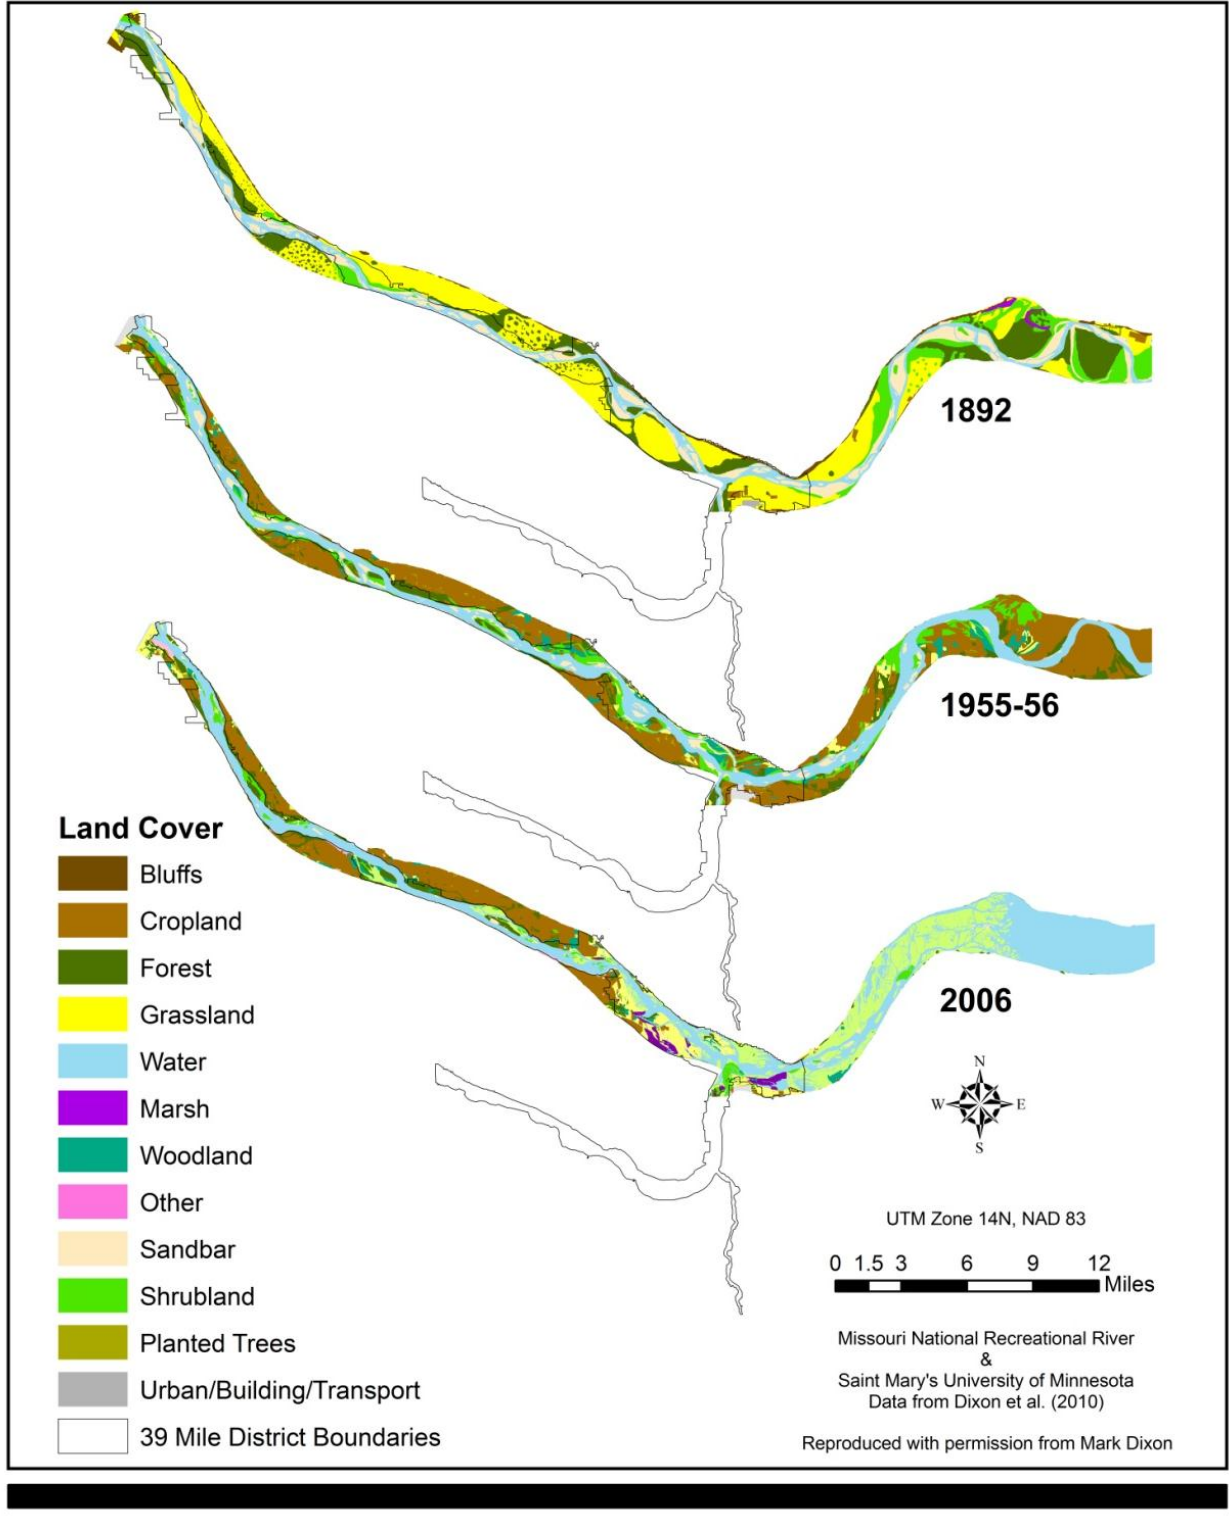 1892
1955-56
2006
Land Cover
Bluffs
Cropland
Forest
Grassland
Water
Marsh
Woodland
Other
Sandbar
Shrubland
Planted Trees
Urban/Building/Transport
39 Mile District Boundaries
N
W E
S
UTM Zone 14N, NAD 83
0 1.5 3 6 9 12
Miles
Missouri National Recreational River
&
Saint Mary's University of Minnesota
Data from Dixon et al. (2010)
Reproduced with permission from Mark Dixon